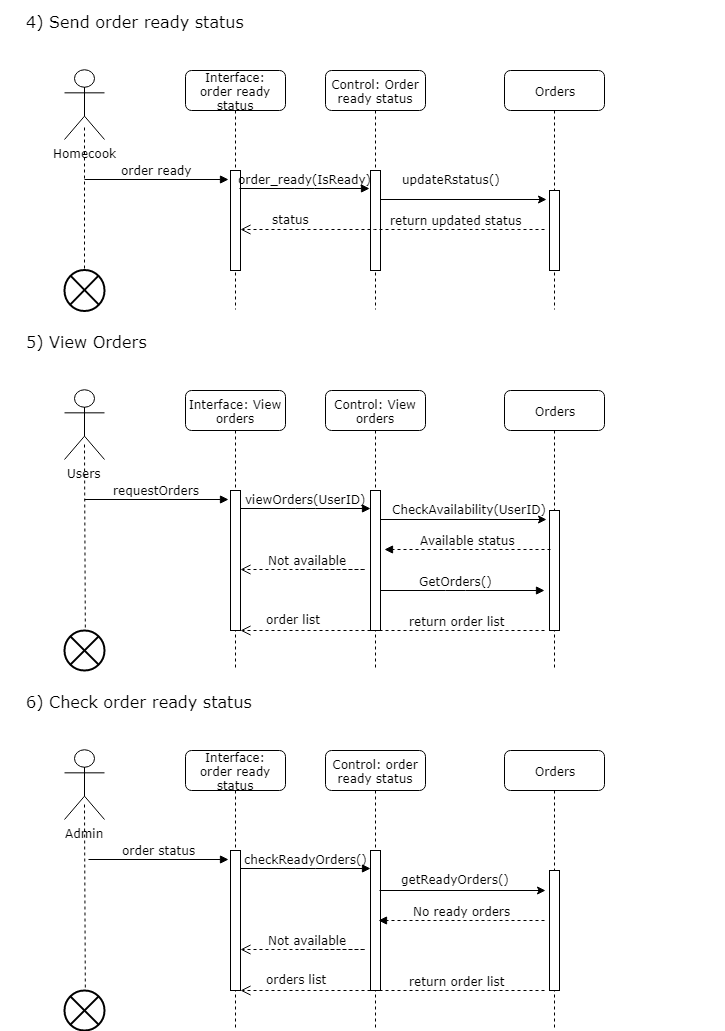 4) Send order ready status
Interface:
order ready
status
Control: Order
ready status
Orders
Homecook
order ready
order_ready(IsReady)
updateRstatus()
status
return updated status
5) View Orders
Interface: View
orders
Control: View
orders
Orders
Users
requestOrders
viewOrders(UserID)
CheckAvailability(UserID)
Available status
Not available
GetOrders()
order list
return order list
6) Check order ready status
Interface:
order ready
status
Control: order
ready status
Orders
Admin
order status
checkReadyOrders()
getReadyOrders()
No ready orders
Not available
orders list
return order list